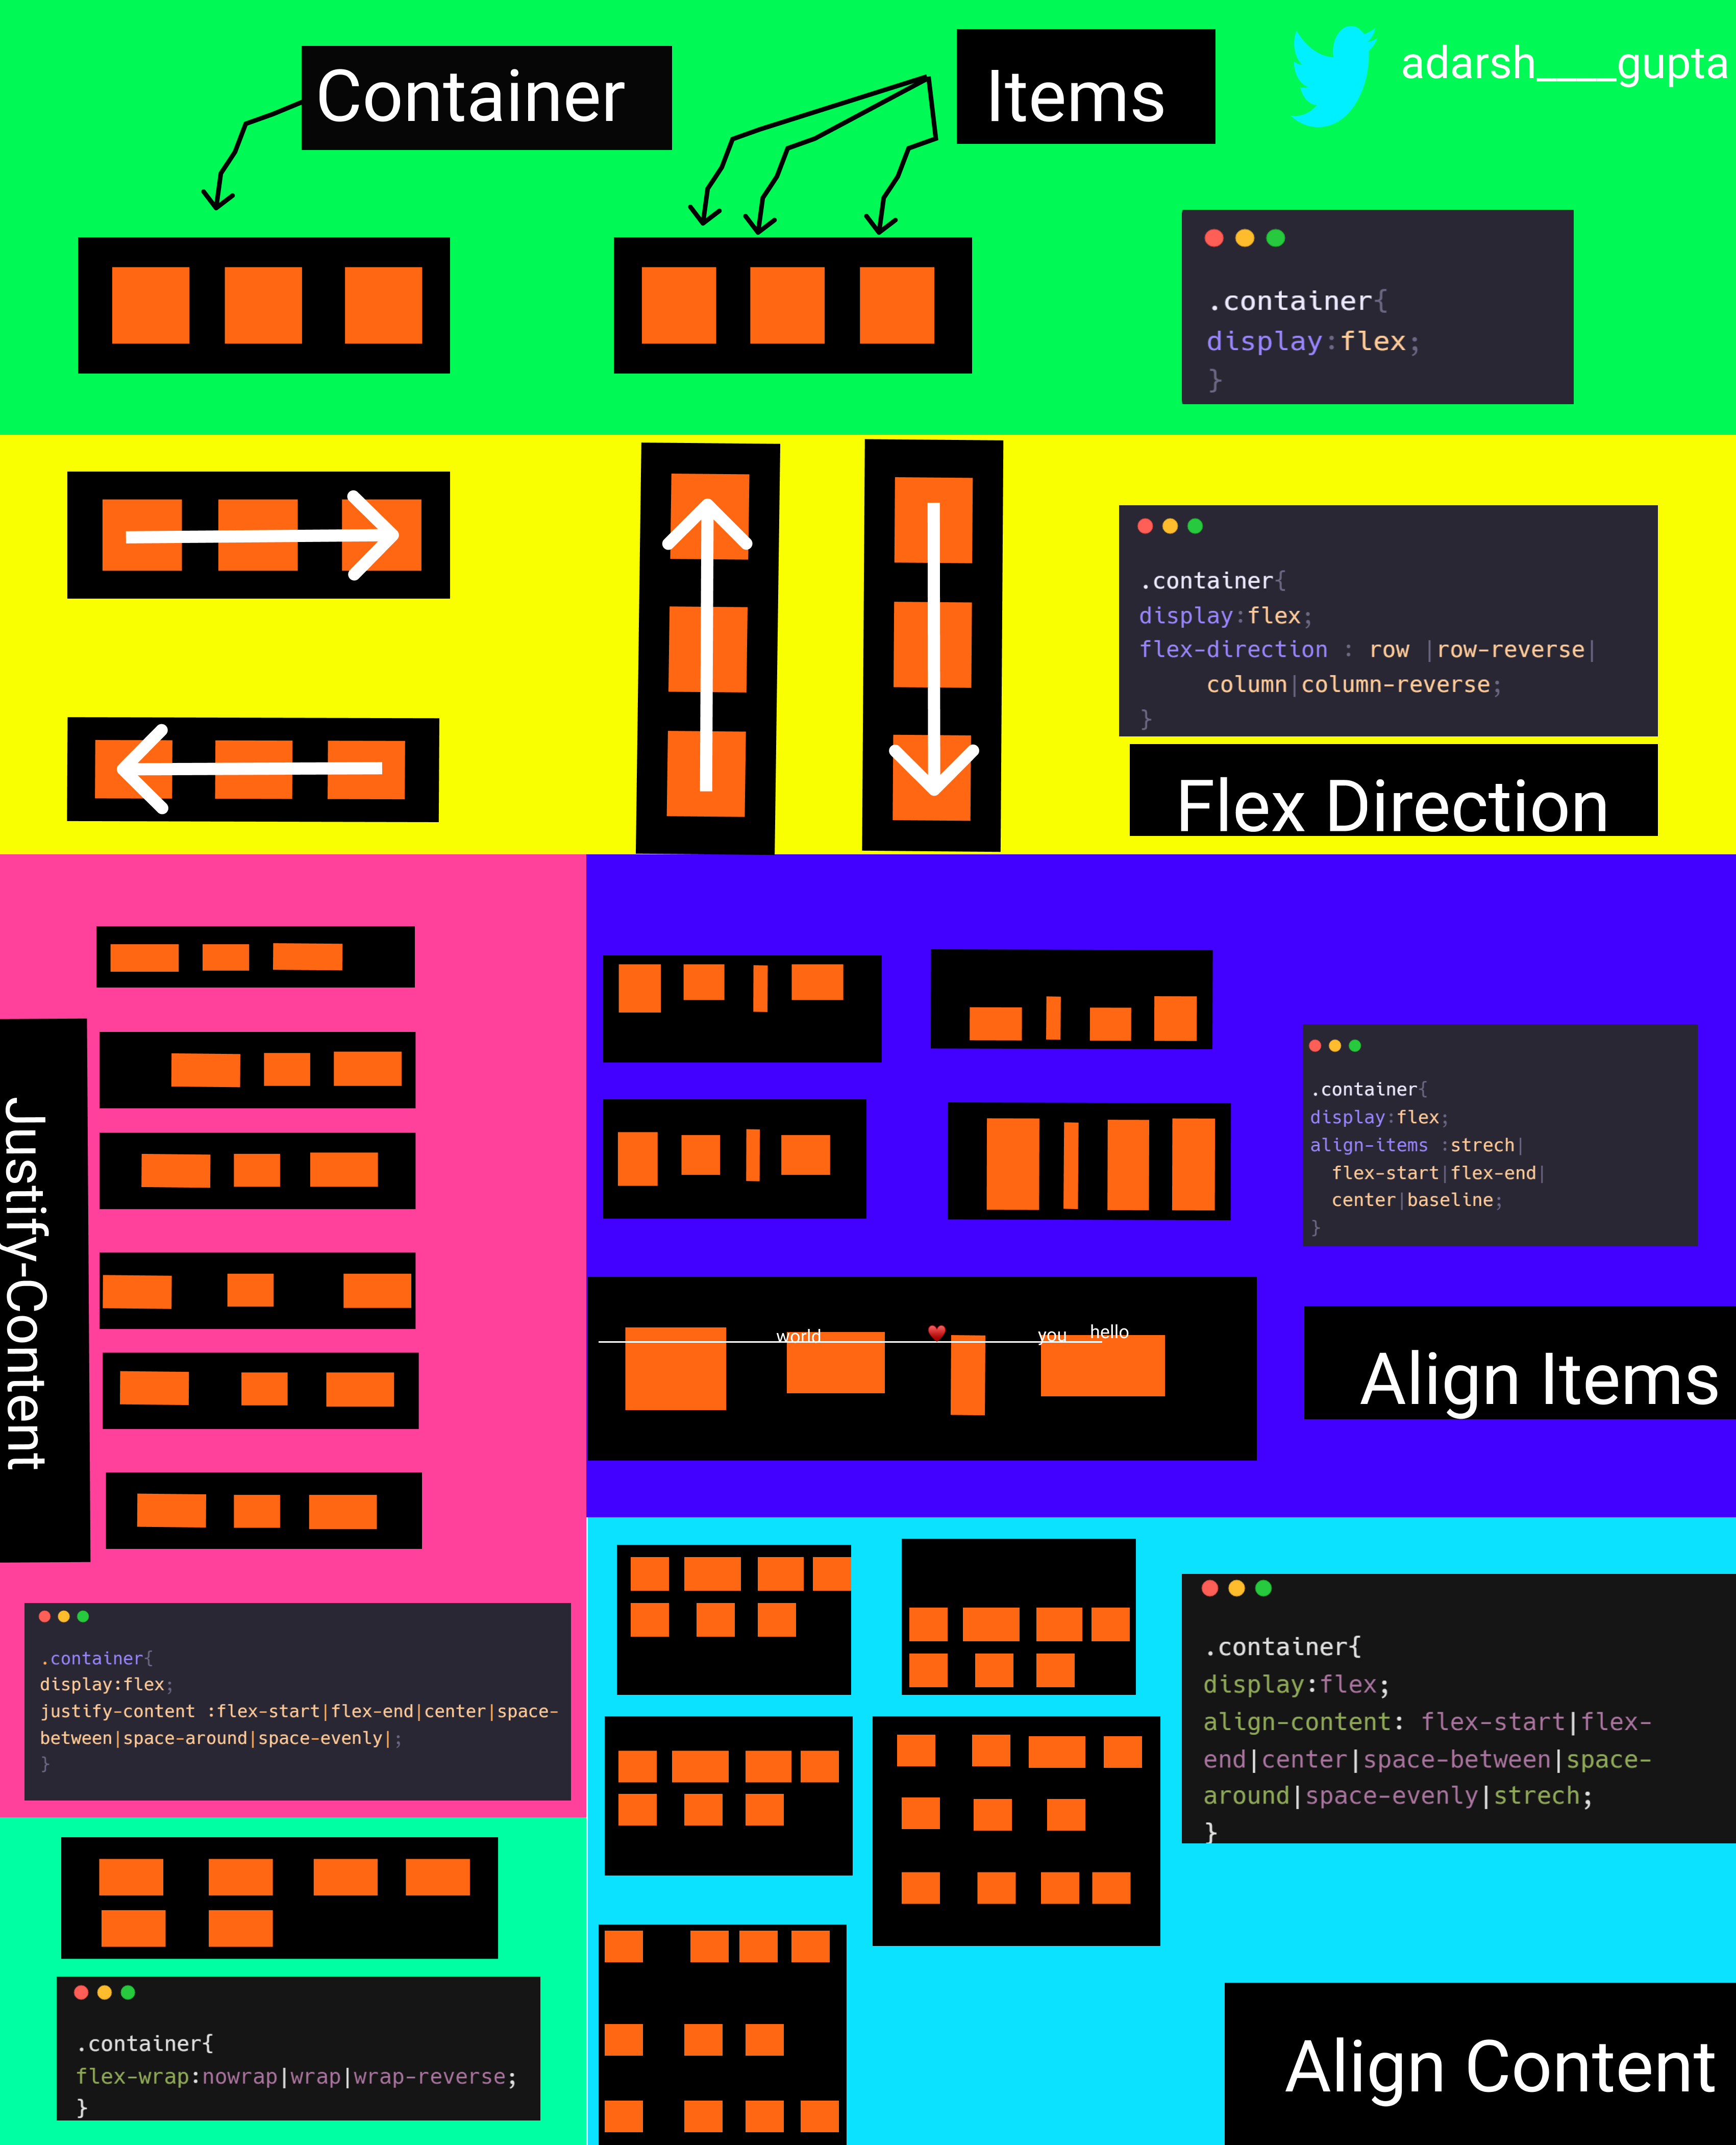 Container
Items
adarsh____gupta
.container{
display:flex;
}
.container{
display:flex;
flex-direction : row |row-reverse|
column|column-reverse;
}
Flex Direction
Justify-Content
.container{
display:flex;
justify-content :flex-start|flex-end|center|space-
between|space-around|space-evenly|;
}
.container{
display:flex;
align-items :strech|
flex-start|flex-end|
center|baseline;
}
world ♥️ you hello
Align Items
.container{
display:flex;
align-content: flex-start|flex-
end|center|space-between|space-
around|space-evenly|strech;
}
Align Content
.container{
flex-wrap:nowrap|wrap|wrap-reverse;
}